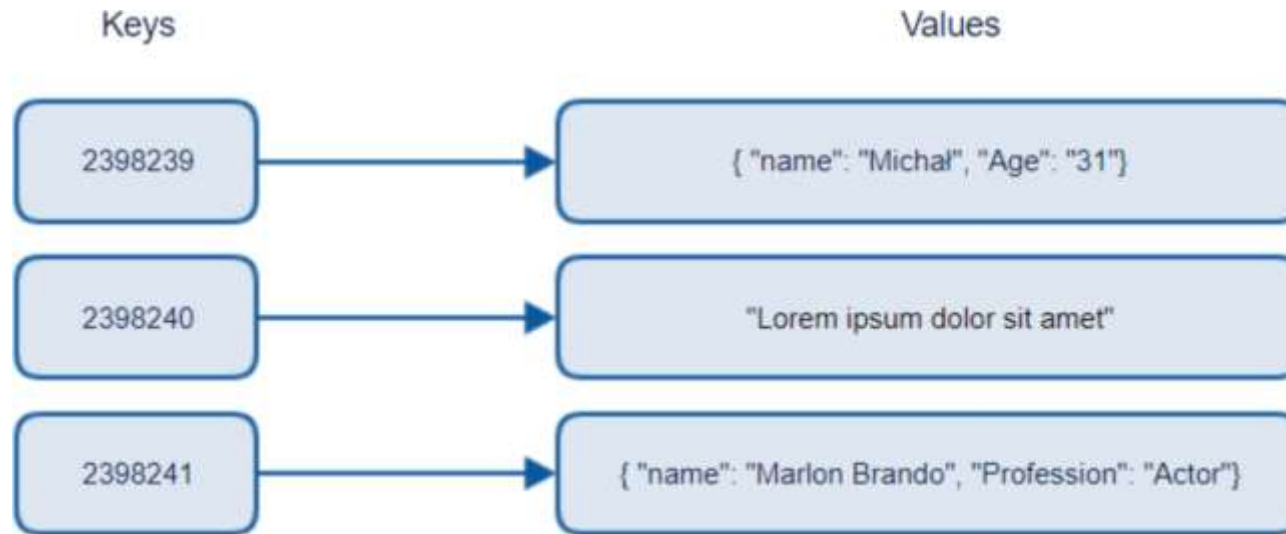 Keys
Values
2398239
{ "name": "Michał", "Age": "31"}
2398240
"Lorem ipsum dolor sit amet"
2398241
{ "name": "Marlon Brando", "Profession": "Actor"}